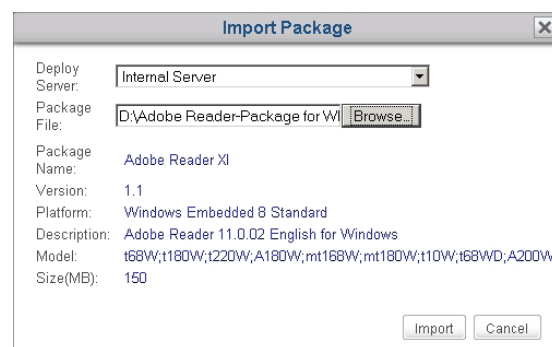 Import Package
Deploy Server: Internal Server
Package File: D:\Adobe Reader-Package for WI Browse...
Package Name: Adobe Reader XI
Version: 1.1
Platform: Windows Embedded 8 Standard
Description: Adobe Reader 11.0.02 English for Windows
Model: t68W;t180W;t220W;A180W;mt168W;mt180W;t10W;t68WD;A200W
Size(MB): 150
Import Cancel